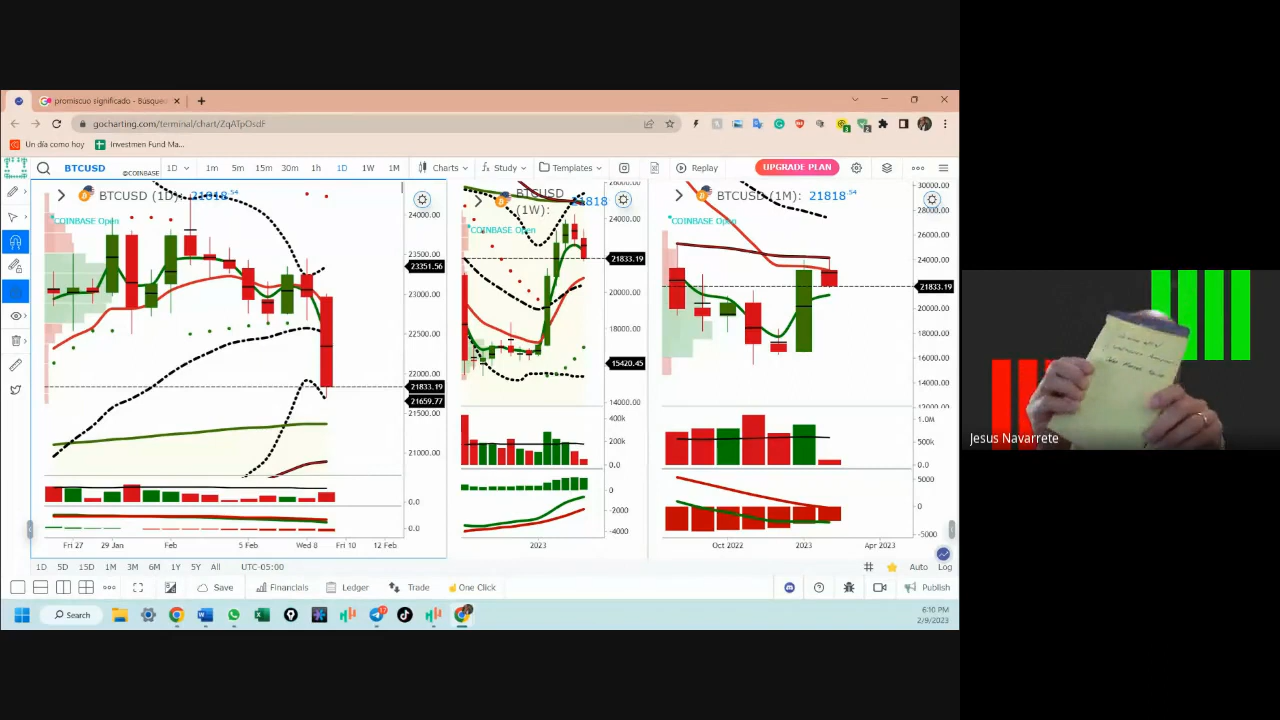 promiscuo significado - Búsque
gocharting.com/terminal/chart/ZqATpOsdF
Un día como hoy
Investmen Fund Ma...
BTCUSD
@COINBASE
1D
1m
5m
15m
30m
1h
1D
1W
1M
Charts
Study
Templates
Replay
UPGRADE PLAN
BTCUSD (1D): 21818.54
COINBASE Open
24000.00
23500.00
23351.56
23000.00
22500.00
22000.00
21833.19
21659.77
21500.00
21000.00
0.0
0.0
Fri 27
29 Jan
Feb
5 Feb
Wed 8
Fri 10
12 Feb
BTCUSD
(1W):
21818
COINBASE Open
26000.00
24000.00
21833.19
20000.00
18000.00
15420.45
14000.00
400k
200k
0.0
0
-2000
-4000
2023
BTCUSD (1M): 21818.54
COINBASE Open
30000.00
28000.00
26000.00
24000.00
21833.19
20000.00
18000.00
16000.00
14000.00
12000.00
1.0M
500k
0.0
5000
0
-5000
Oct 2022
2023
Apr 2023
1D
5D
15D
1M
3M
6M
1Y
5Y
All
UTC-05:00
Auto
Log
Save
Financials
Ledger
Trade
One Click
Publish
Search
17
6:10 PM
2/9/2023
Jesus Navarrete